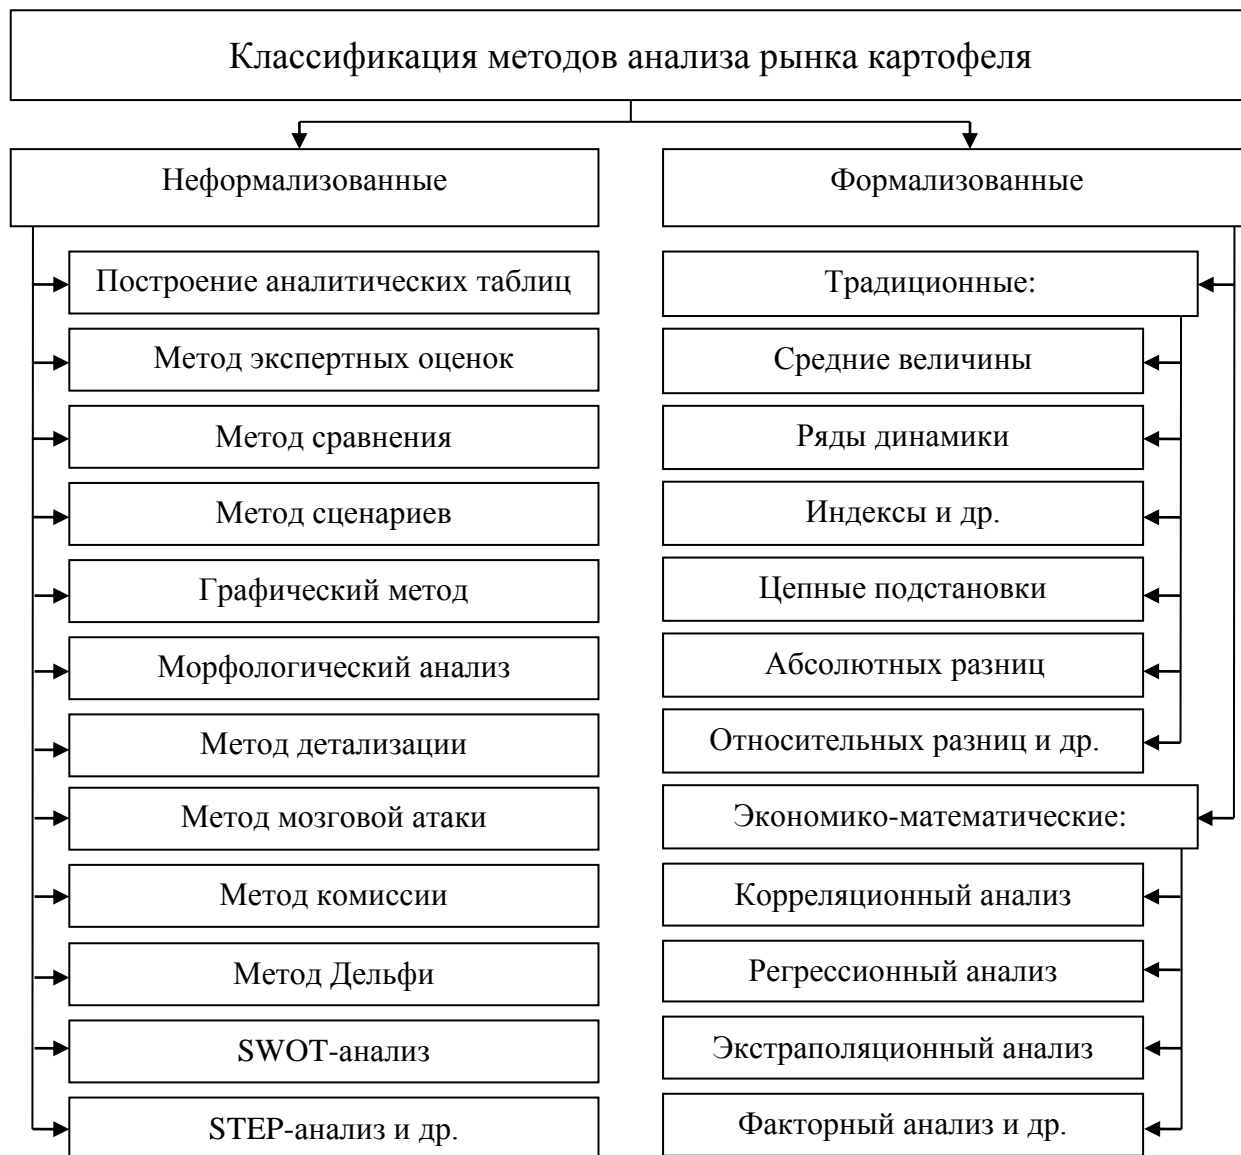 Классификация методов анализа рынка картофеля
Неформализованные
Построение аналитических таблиц
Метод экспертных оценок
Метод сравнения
Метод сценариев
Графический метод
Морфологический анализ
Метод детализации
Метод мозговой атаки
Метод комиссии
Метод Дельфи
SWOT-анализ
STEP-анализ и др.
Формализованные
Традиционные:
Средние величины
Ряды динамики
Индексы и др.
Цепные подстановки
Абсолютных разниц
Относительных разниц и др.
Экономико-математические:
Корреляционный анализ
Регрессионный анализ
Экстраполяционный анализ
Факторный анализ и др.